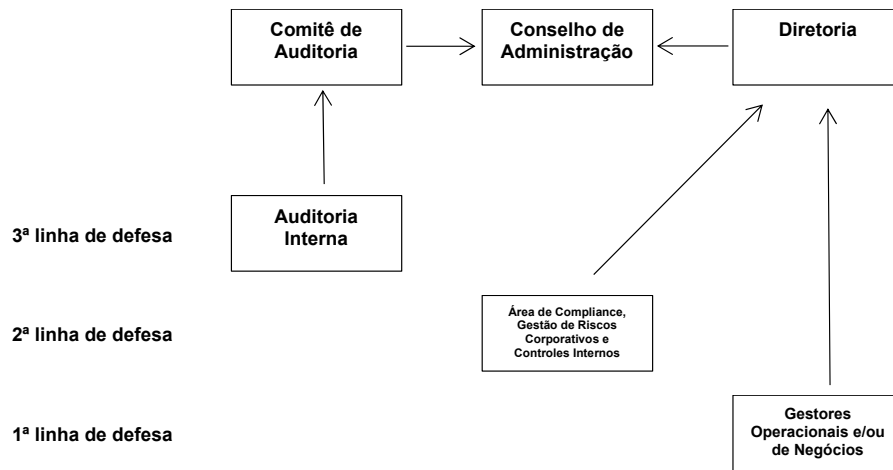 Comitê de
Auditoria
Conselho de
Administração
Diretoria
3ª linha de defesa
Auditoria
Interna
2ª linha de defesa
Área de Compliance,
Gestão de Riscos
Corporativos e
Controles Internos
1ª linha de defesa
Gestores
Operacionais e/ou
de Negócios